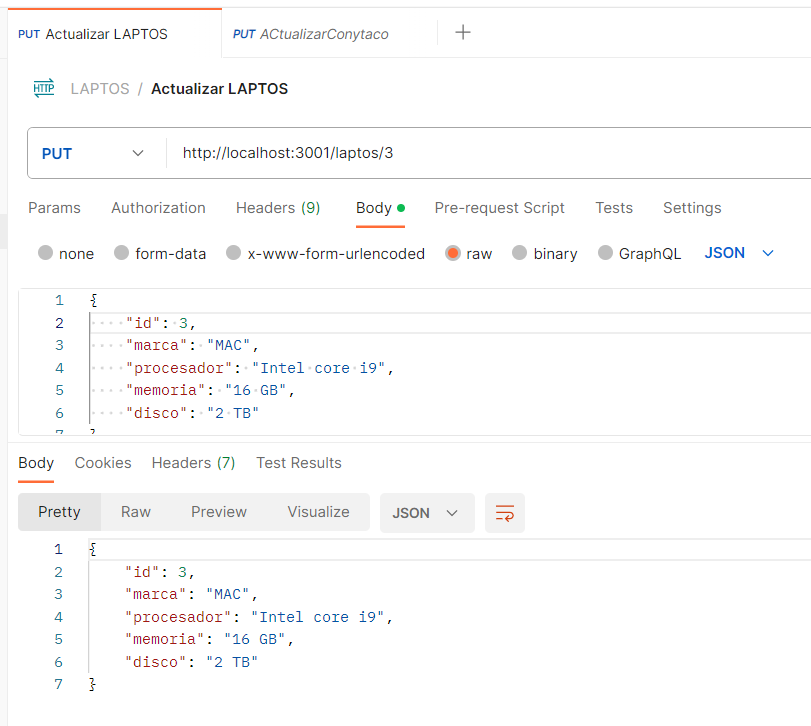 PUT Actualizar LAPTOS PUT ACtualizarConytaco +
HTTP LAPTOS / Actualizar LAPTOS
PUT http://localhost:3001/laptos/3
Params Authorization Headers (9) Body Pre-request Script Tests Settings
none form-data x-www-form-urlencoded raw binary GraphQL JSON
1 {
2 "id": 3,
3 "marca": "MAC",
4 "procesador": "Intel core i9",
5 "memoria": "16 GB",
6 "disco": "2 TB"
7 }
Body Cookies Headers (7) Test Results
Pretty Raw Preview Visualize JSON
1 {
2 "id": 3,
3 "marca": "MAC",
4 "procesador": "Intel core i9",
5 "memoria": "16 GB",
6 "disco": "2 TB"
7 }